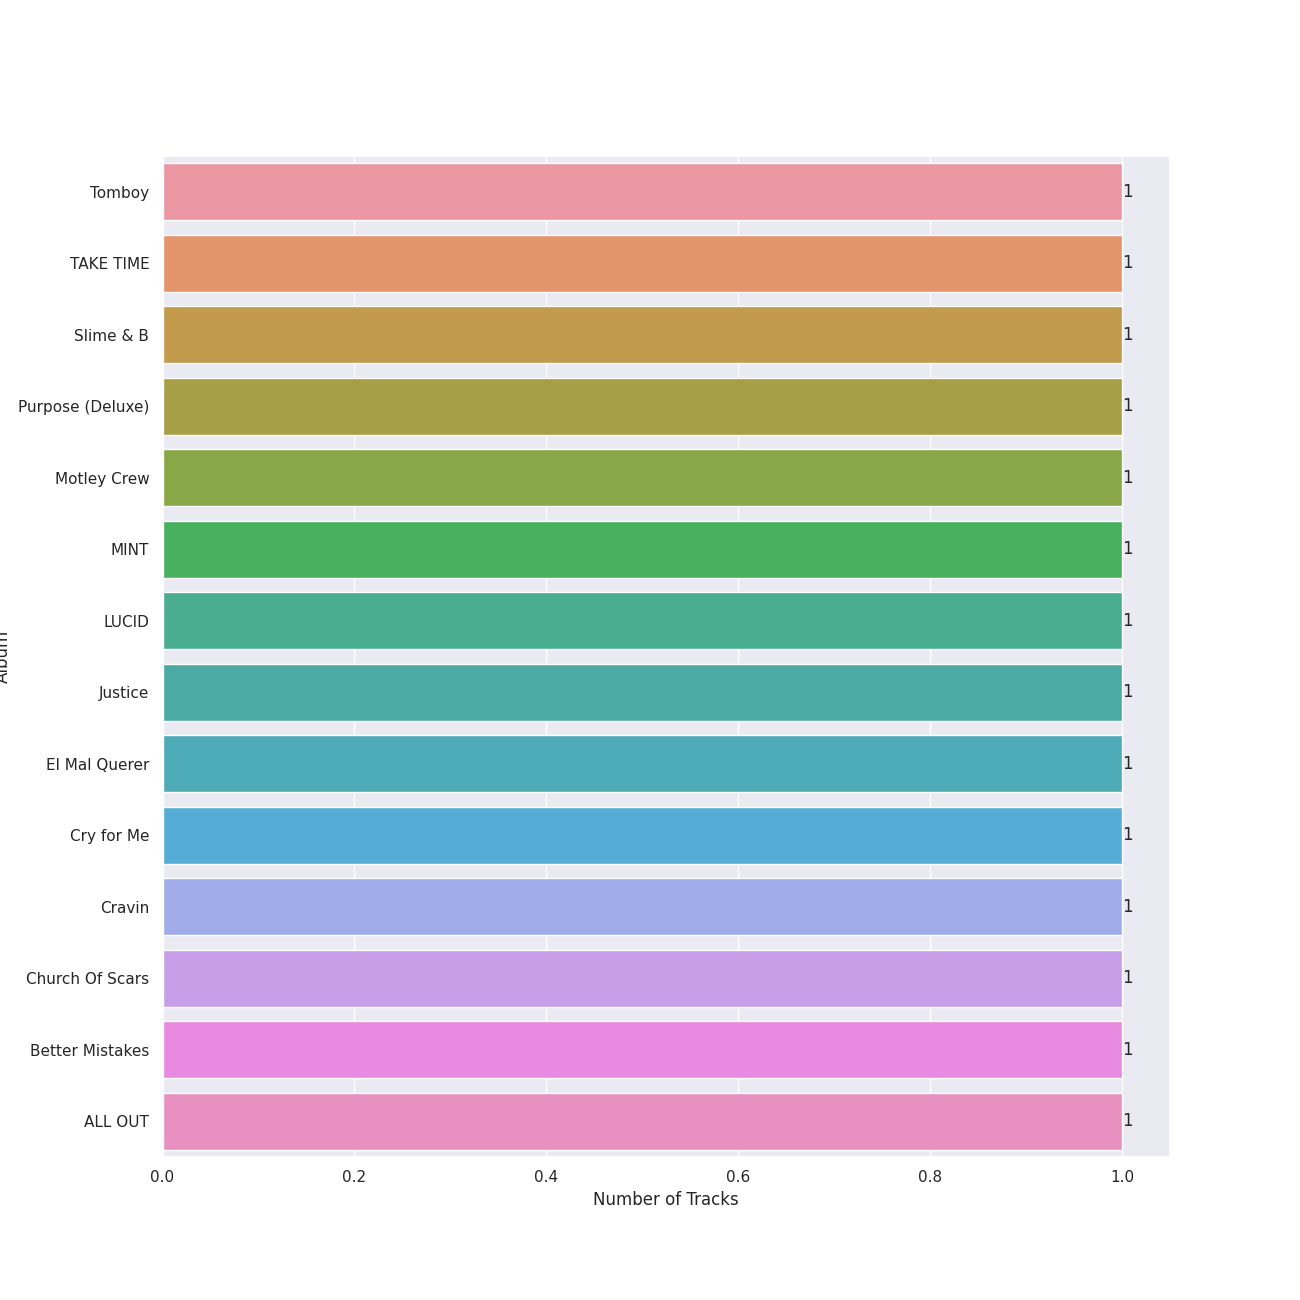 Tomboy 1
TAKE TIME 1
Slime & B 1
Purpose (Deluxe) 1
Motley Crew 1
MINT 1
LUCID 1
Justice 1
El Mal Querer 1
Cry for Me 1
Cravin 1
Church Of Scars 1
Better Mistakes 1
ALL OUT 1
0.0 0.2 0.4 0.6 0.8 1.0
Number of Tracks
Album